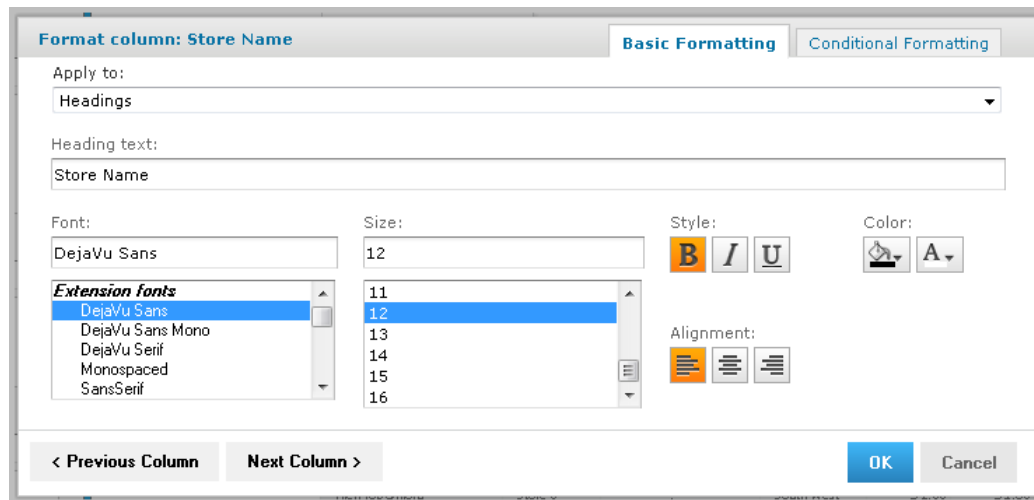 Format column: Store Name
Basic Formatting
Conditional Formatting
Apply to:
Headings
Heading text:
Store Name
Font:
Size:
Style:
Color:
DejaVu Sans
12
B I U
A
Extension fonts
DejaVu Sans
DejaVu Sans Mono
DejaVu Serif
Monospaced
SansSerif
11
12
13
14
15
16
Alignment:
< Previous Column
Next Column >
OK
Cancel